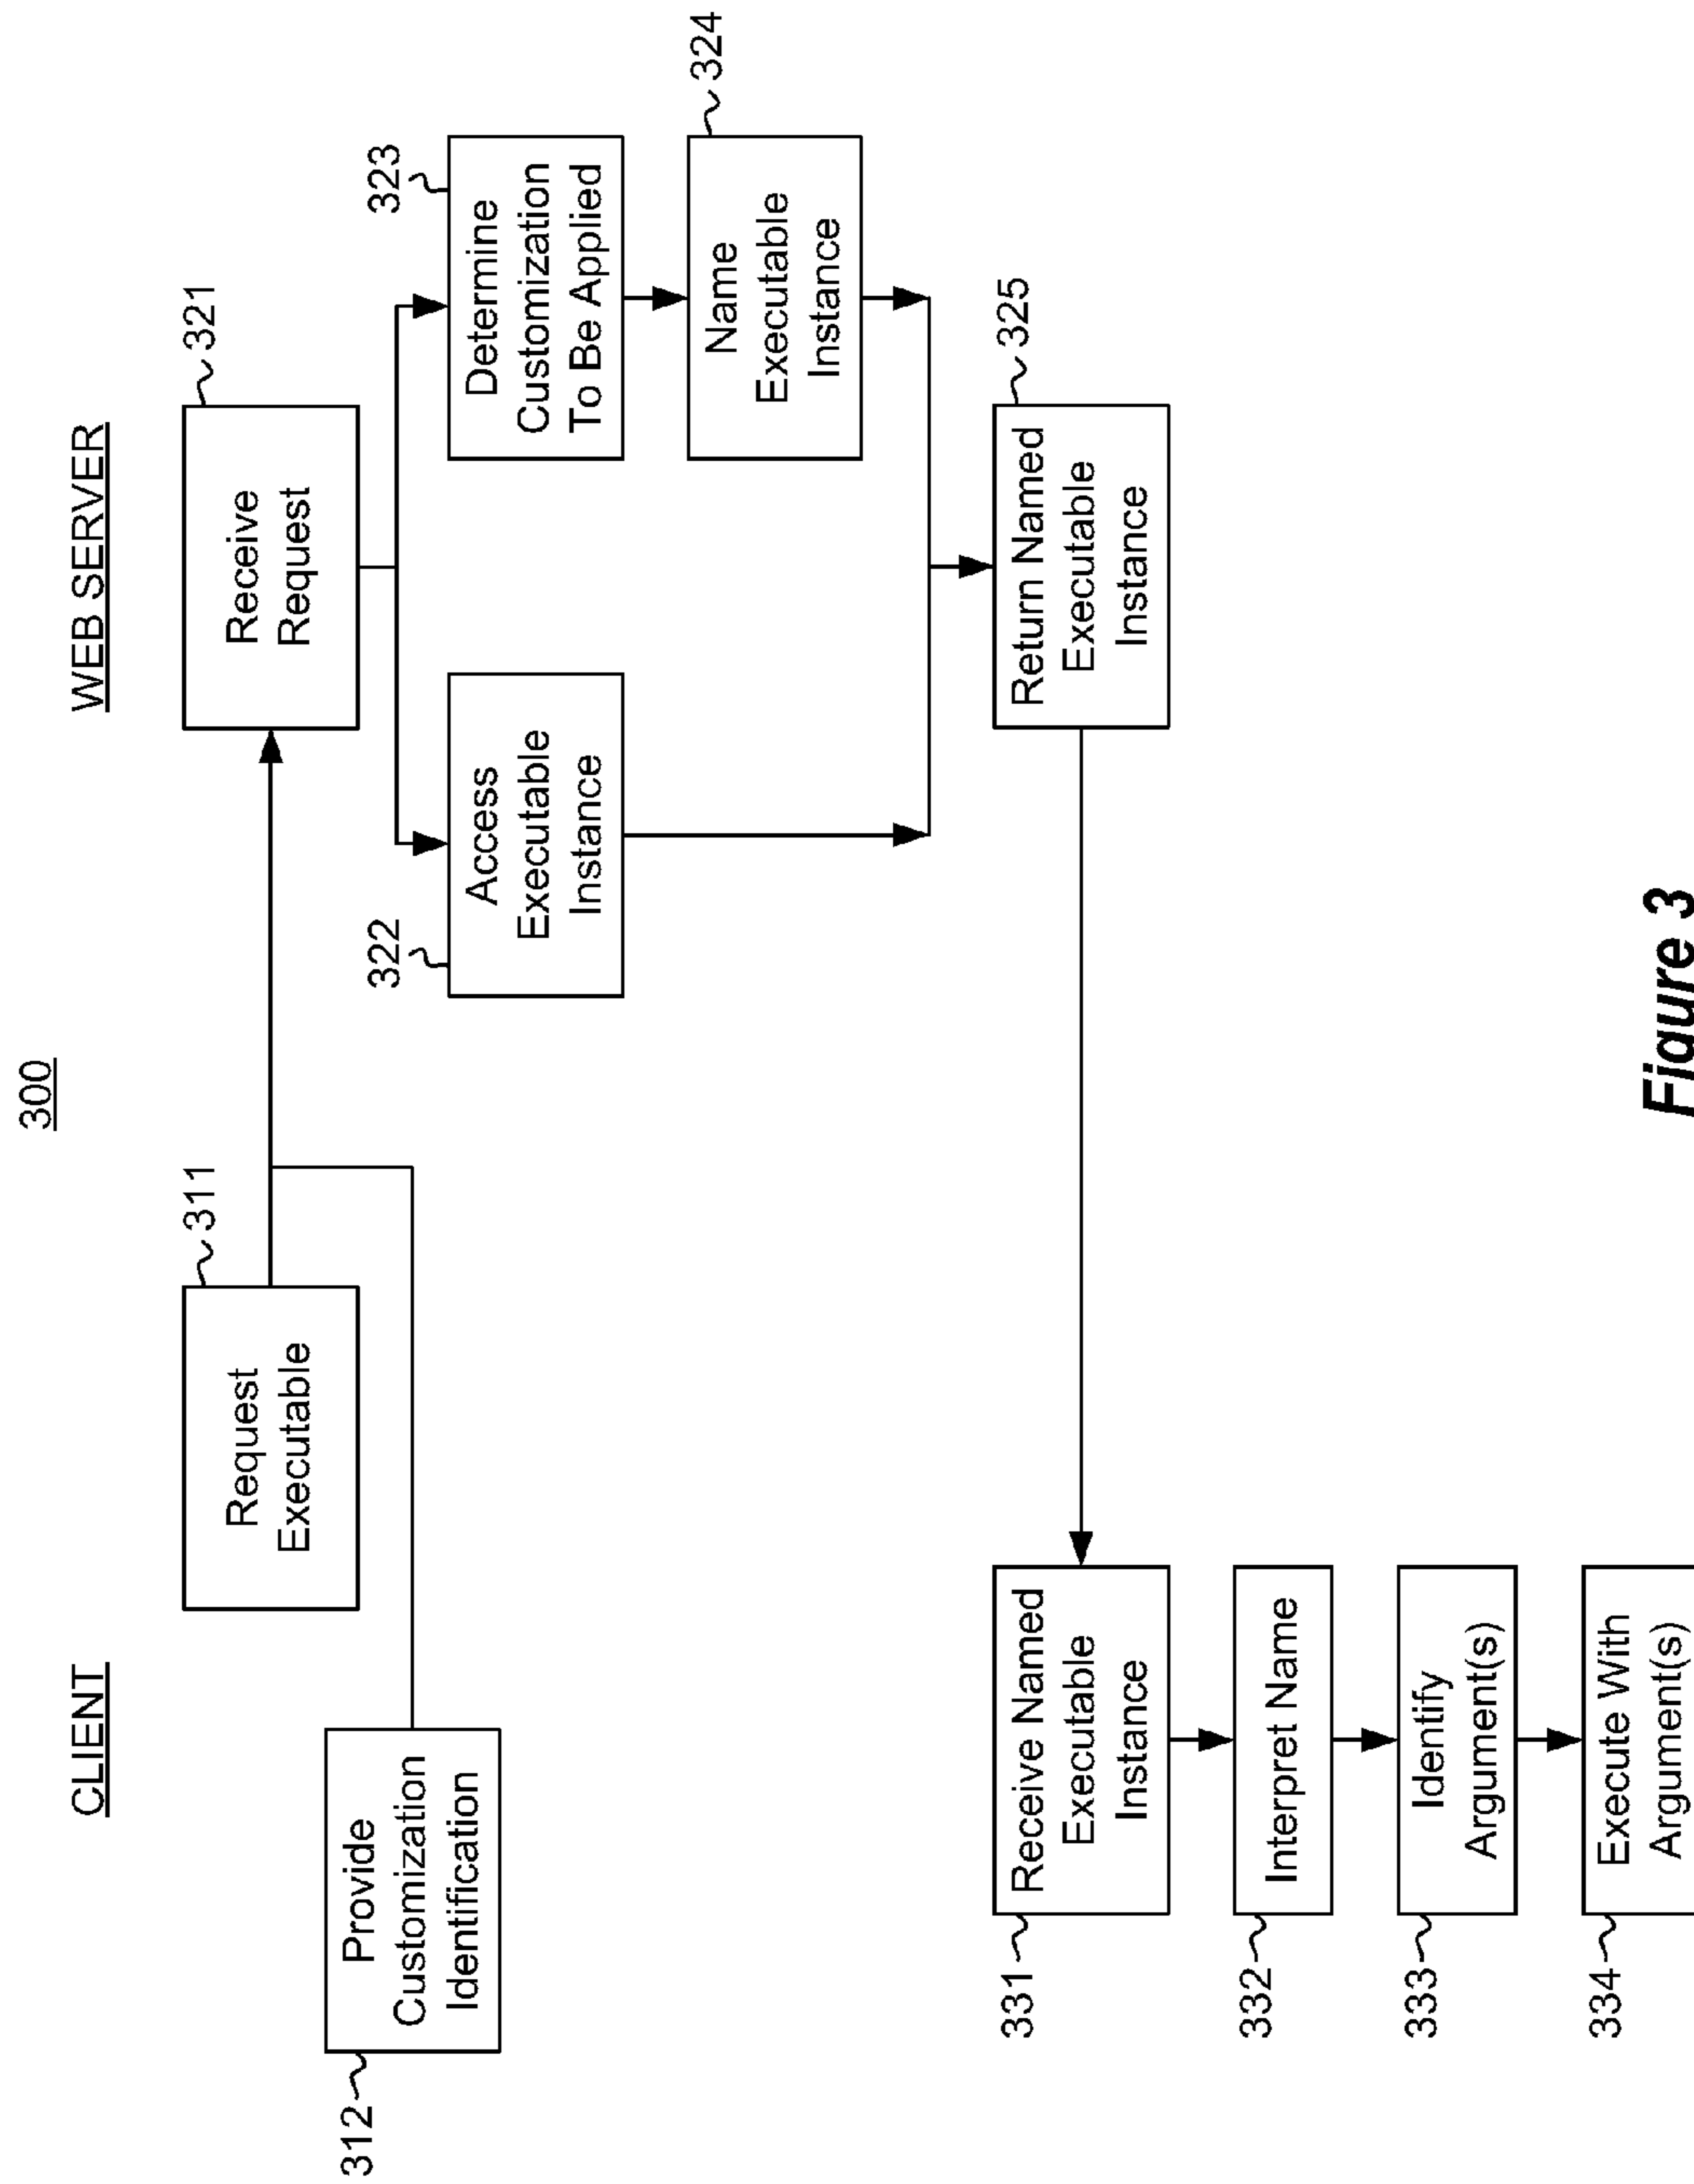 300
CLIENT
WEB SERVER
Request
Executable
311
Provide
Customization
Identification
312
Receive
Request
321
Access
Executable
Instance
322
Determine
Customization
To Be Applied
323
Name
Executable
Instance
324
Return Named
Executable
Instance
325
Receive Named
Executable
Instance
331
Interpret Name
332
Identify
Argument(s)
333
Execute With
Argument(s)
334
Figure 3